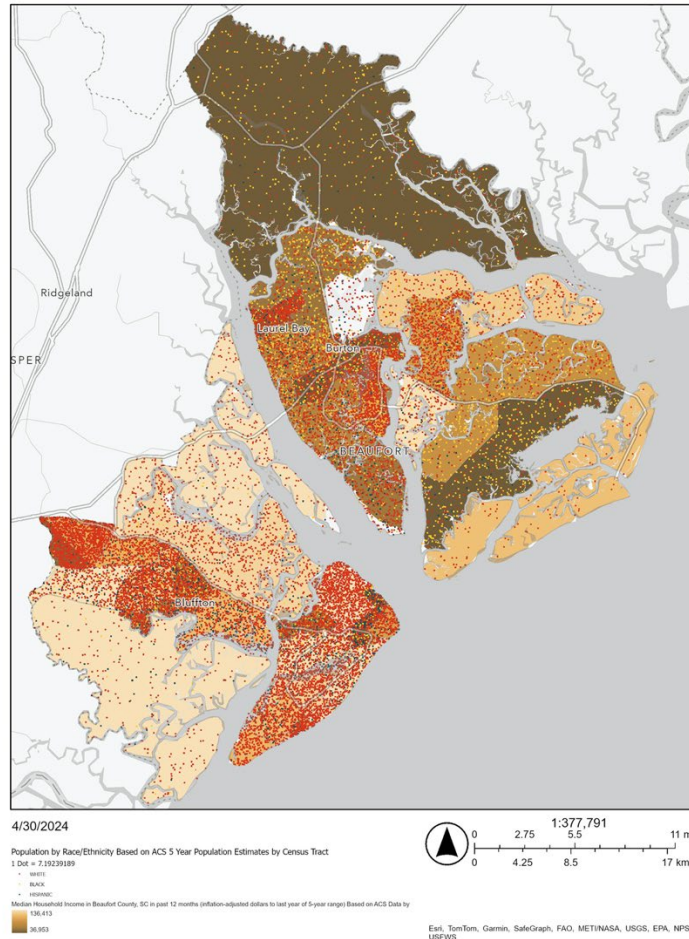 Ridgeland
SPER
Laurel Bay
Burton
BEAUFORT
Bluffton
4/30/2024
Population by Race/Ethnicity Based on ACS 5 Year Population Estimates by Census Tract
1 Dot = 7.19239189
WHITE
BLACK
HISPANIC
Median Household Income in Beaufort County, SC in past 12 months (inflation-adjusted dollars to last year of 5-year range) Based on ACS Data by
136,413
36,953
1:377,791
0 2.75 5.5 11 m
0 4.25 8.5 17 km
Esri, TomTom, Garmin, SafeGraph, FAO, METI/NASA, USGS, EPA, NPS
USFWS